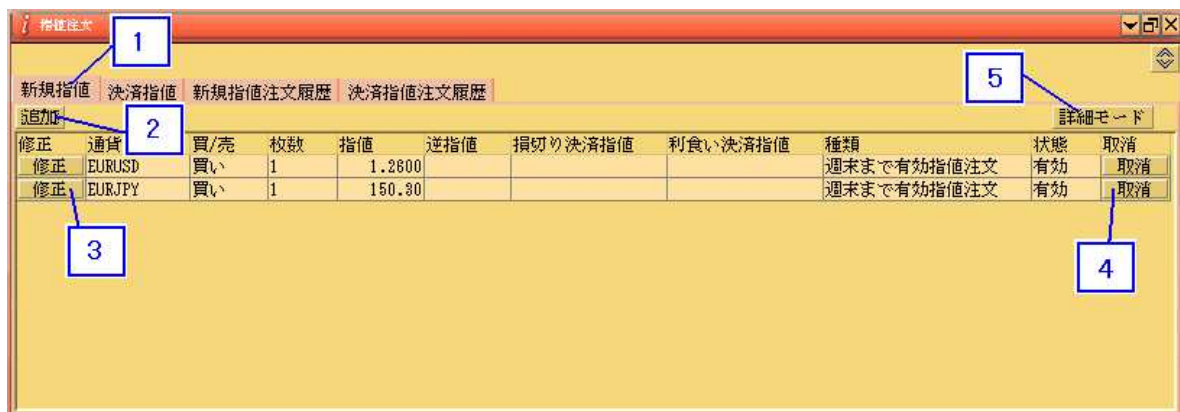 指値注文
1
5
新規指値 決済指値 新規指値注文履歴 決済指値注文履歴
追加 2 詳細モード
修正 通貨 買/売 枚数 指値 逆指値 損切り決済指値 利食い決済指値 種類 状態 取消
修正 EURUSD 買い 1 1.2600 週末まで有効指値注文 有効 取消
修正 EURJPY 買い 1 150.30 週末まで有効指値注文 有効 取消
3
4